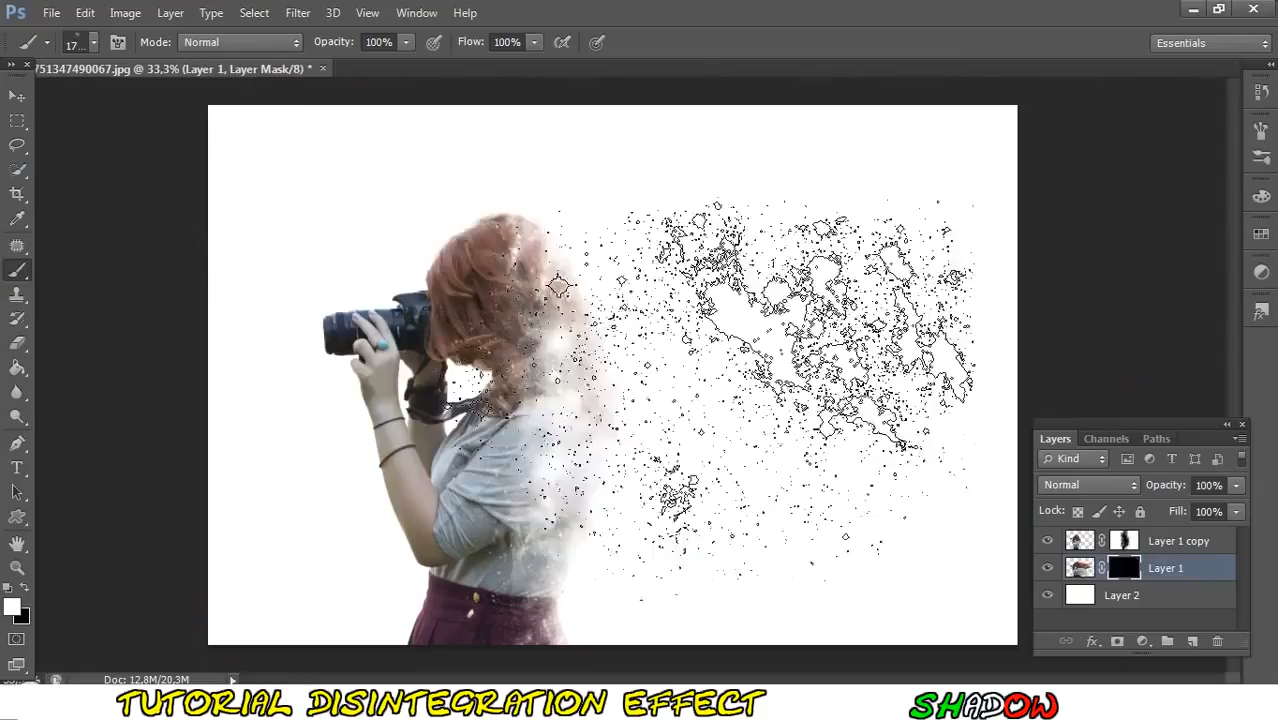 Ps File Edit Image Layer Type Select Filter 3D View Window Help
17... Mode: Normal Opacity: 100% Flow: 100% Essentials
751347490067.jpg @ 33,3% (Layer 1, Layer Mask/8) * ×
Layers Channels Paths
Kind
Normal Opacity: 100%
Lock: Fill: 100%
Layer 1 copy
Layer 1
Layer 2
Doc: 12,8M/20,3M
TUTORIAL DISINTEGRATION EFFECT SHADOW